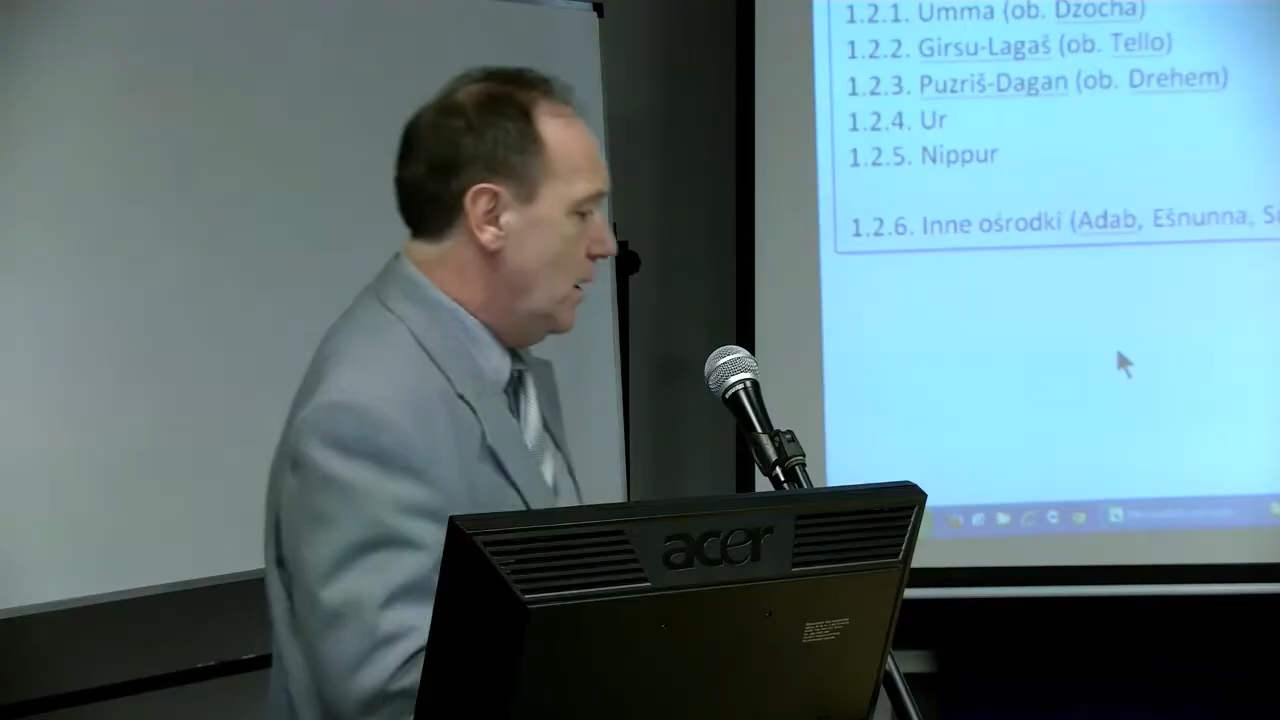 1.2.1. Umma (ob. Dzocha)
1.2.2. Girsu-Lagaš (ob. Tello)
1.2.3. Puzriš-Dagan (ob. Drehem)
1.2.4. Ur
1.2.5. Nippur
1.2.6. Inne ośrodki (Adab, Ešnunna,
acer